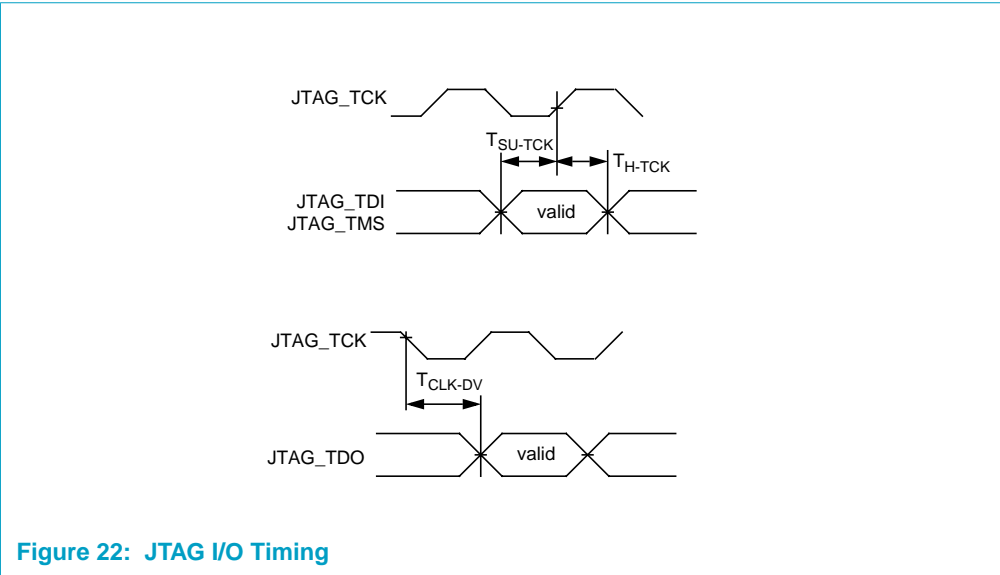 JTAG_TCK
TSU-TCK
TH-TCK
JTAG_TDI
JTAG_TMS
valid
JTAG_TCK
TCLK-DV
JTAG_TDO
valid
Figure 22: JTAG I/O Timing